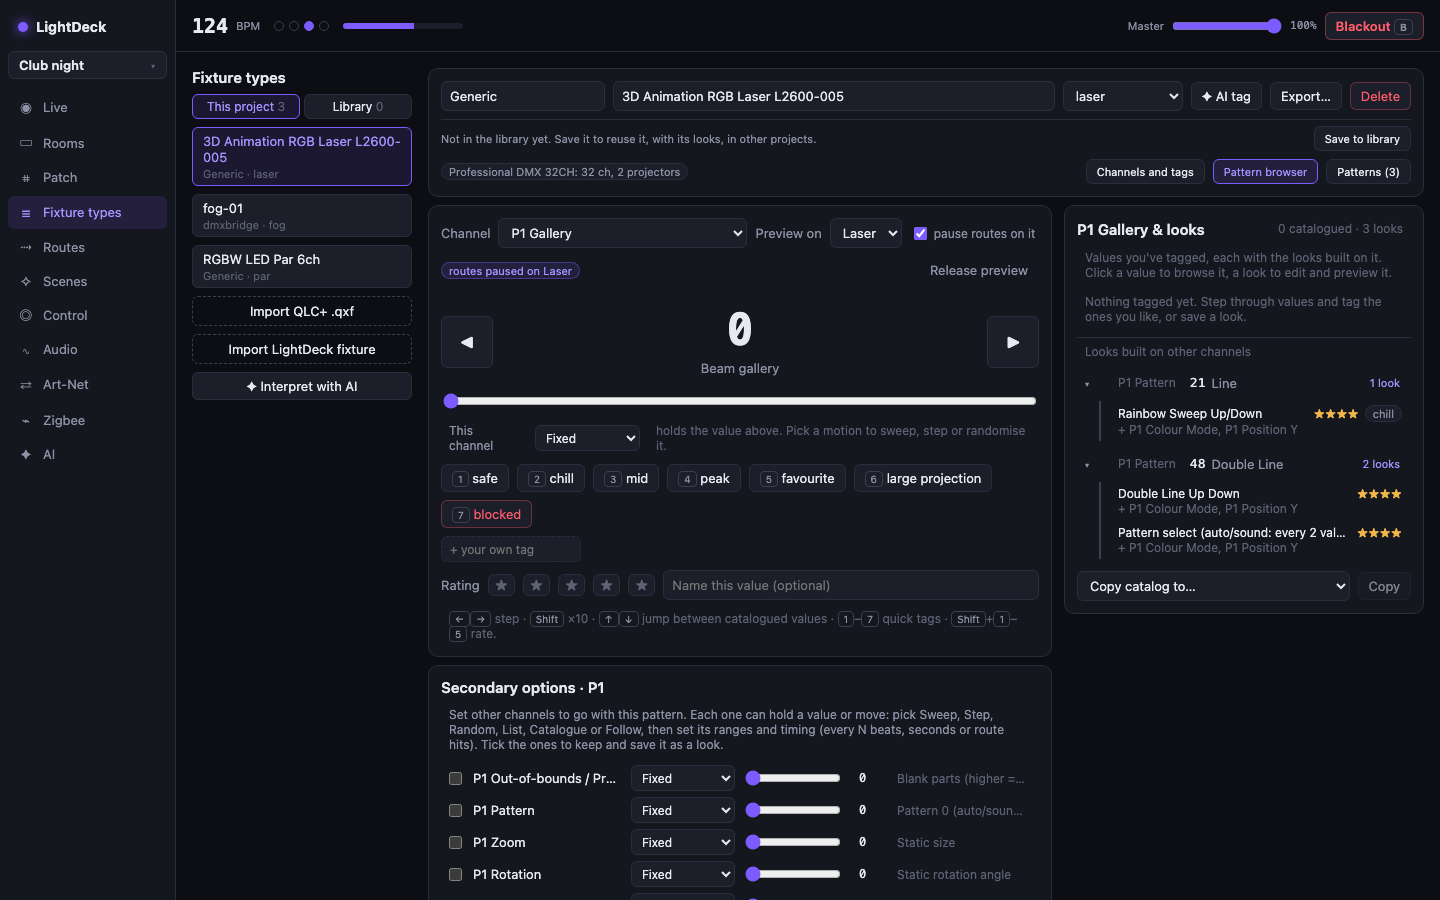 LightDeck
Club night
Live
Rooms
Patch
Fixture types
Routes
Scenes
Control
Audio
Art-Net
Zigbee
AI
124 BPM
Master 100% Blackout B
Fixture types
This project 3
Library 0
3D Animation RGB Laser L2600-
005
Generic · laser
fog-01
dmxbridge · fog
RGBW LED Par 6ch
Generic · par
Import QLC+ .qxf
Import LightDeck fixture
✦ Interpret with AI
Generic
3D Animation RGB Laser L2600-005
laser
✦ AI tag
Export...
Delete
Not in the library yet. Save it to reuse it, with its looks, in other projects.
Save to library
Professional DMX 32CH: 32 ch, 2 projectors
Channels and tags
Pattern browser
Patterns (3)
Channel P1 Gallery Preview on Laser pause routes on it
routes paused on Laser
Release preview
◀ 0 ▶
Beam gallery
This
channel
Fixed
holds the value above. Pick a motion to sweep, step or randomise
it.
1 safe
2 chill
3 mid
4 peak
5 favourite
6 large projection
7 blocked
+ your own tag
Rating ★ ★ ★ ★ ★ Name this value (optional)
← → step · Shift ×10 · ↑ ↓ jump between catalogued values · 1–7 quick tags · Shift+1–
5 rate.
Secondary options · P1
Set other channels to go with this pattern. Each one can hold a value or move: pick Sweep, Step,
Random, List, Catalogue or Follow, then set its ranges and timing (every N beats, seconds or route
hits). Tick the ones to keep and save it as a look.
P1 Out-of-bounds / Pr... Fixed 0 Blank parts (higher =...
P1 Pattern Fixed 0 Pattern 0 (auto/soun...
P1 Zoom Fixed 0 Static size
P1 Rotation Fixed 0 Static rotation angle
P1 Gallery & looks
0 catalogued · 3 looks
Values you've tagged, each with the looks built on it.
Click a value to browse it, a look to edit and preview it.
Nothing tagged yet. Step through values and tag the
ones you like, or save a look.
Looks built on other channels
P1 Pattern 21 Line 1 look
Rainbow Sweep Up/Down ★★★★ chill
+ P1 Colour Mode, P1 Position Y
P1 Pattern 48 Double Line 2 looks
Double Line Up Down ★★★★
+ P1 Colour Mode, P1 Position Y
Pattern select (auto/sound: every 2 val... ★★★★
+ P1 Colour Mode, P1 Position Y
Copy catalog to...
Copy